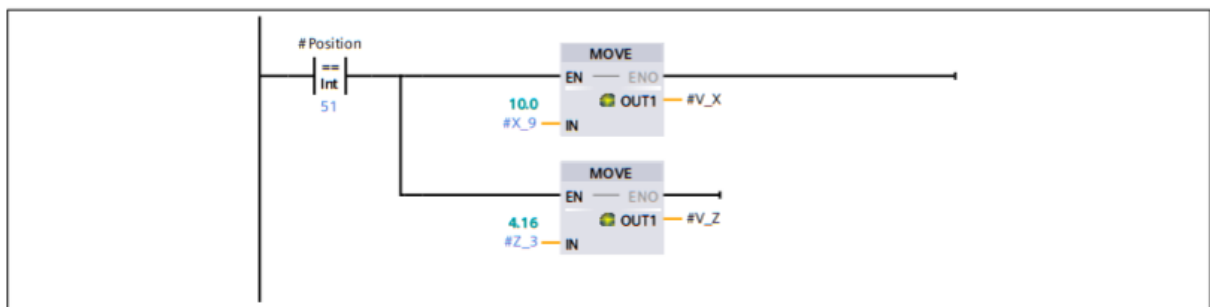 #Position
==
Int
51
MOVE
EN ENO
OUT1 #V_X
10.0
#X_9 IN
MOVE
EN ENO
OUT1 #V_Z
4.16
#Z_3 IN